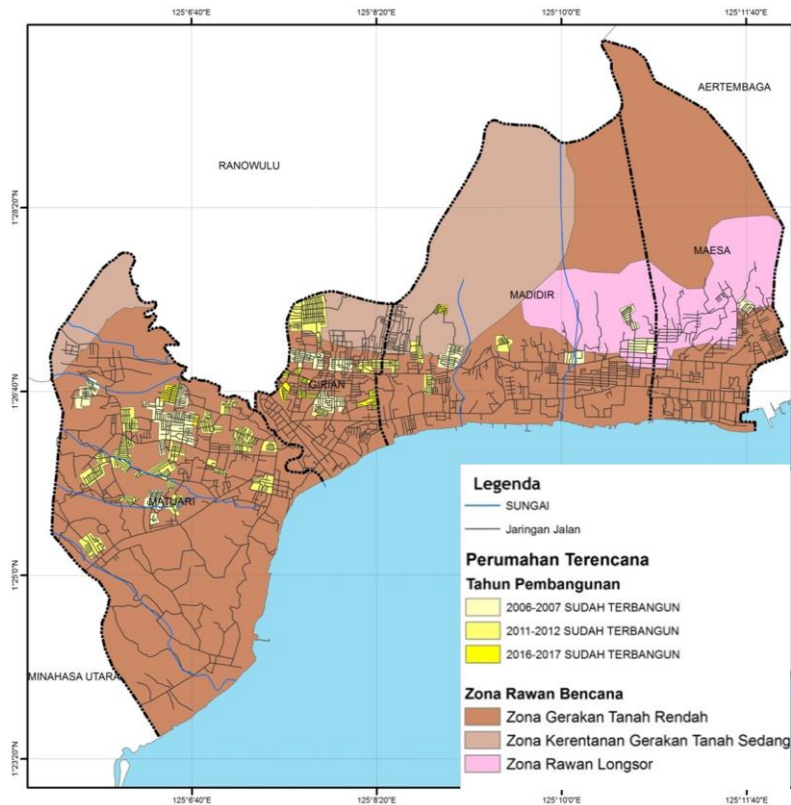 125°6'40" 125°8'20" 125°10'0" 125°11'40"
AERTEMBAGA
RANOWULU
1°28'20"N
MAESA
MADIDIR
1°26'40"N
GIRIAN
MATUARI
1°25'0"N
MINAHASA UTARA
1°23'20"N
Legenda
SUNGAI
Jaringan Jalan
Perumahan Terencana
Tahun Pembangunan
2006-2007 SUDAH TERBANGUN
2011-2012 SUDAH TERBANGUN
2016-2017 SUDAH TERBANGUN
Zona Rawan Bencana
Zona Gerakan Tanah Rendah
Zona Kerentanan Gerakan Tanah Sedang
Zona Rawan Longsor
125°6'40" 125°8'20" 125°10'0" 125°11'40"